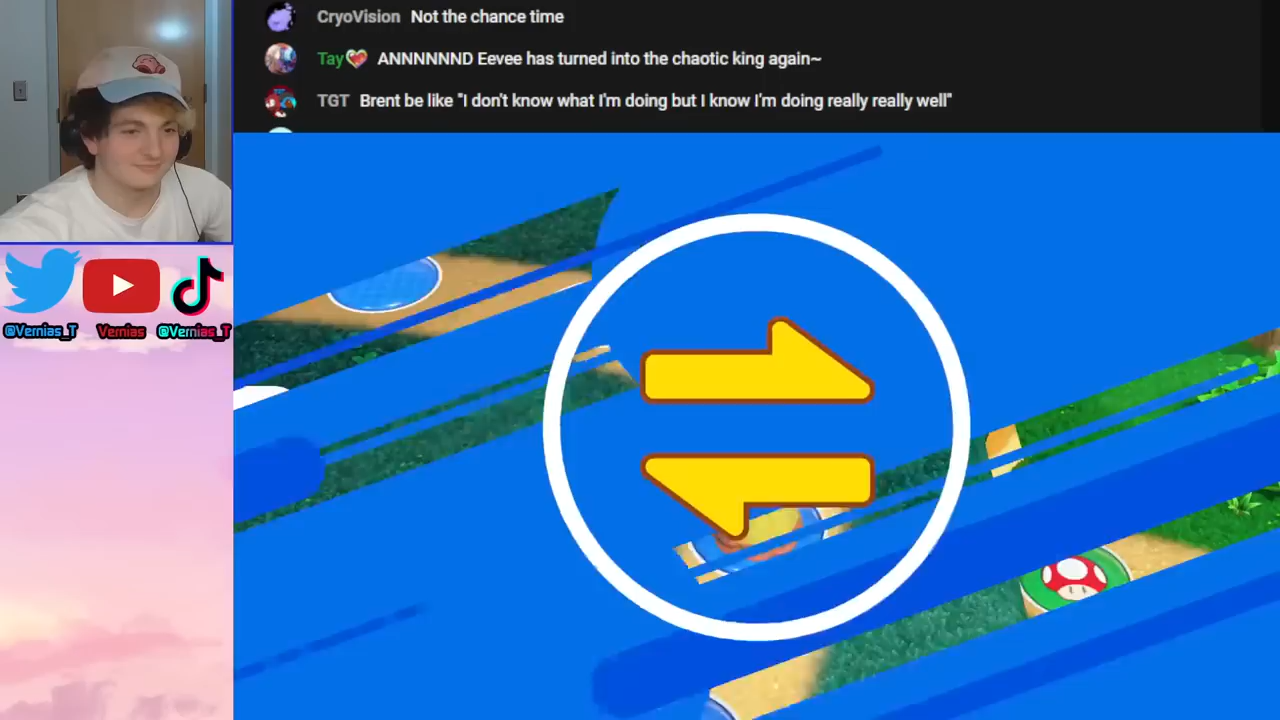 CryoVision Not the chance time
Tay ANNNNNND Eevee has turned into the chaotic king again~
TGT Brent be like "I don't know what I'm doing but I know I'm doing really really well"
@Vernias_T Vernias @Vernias_T